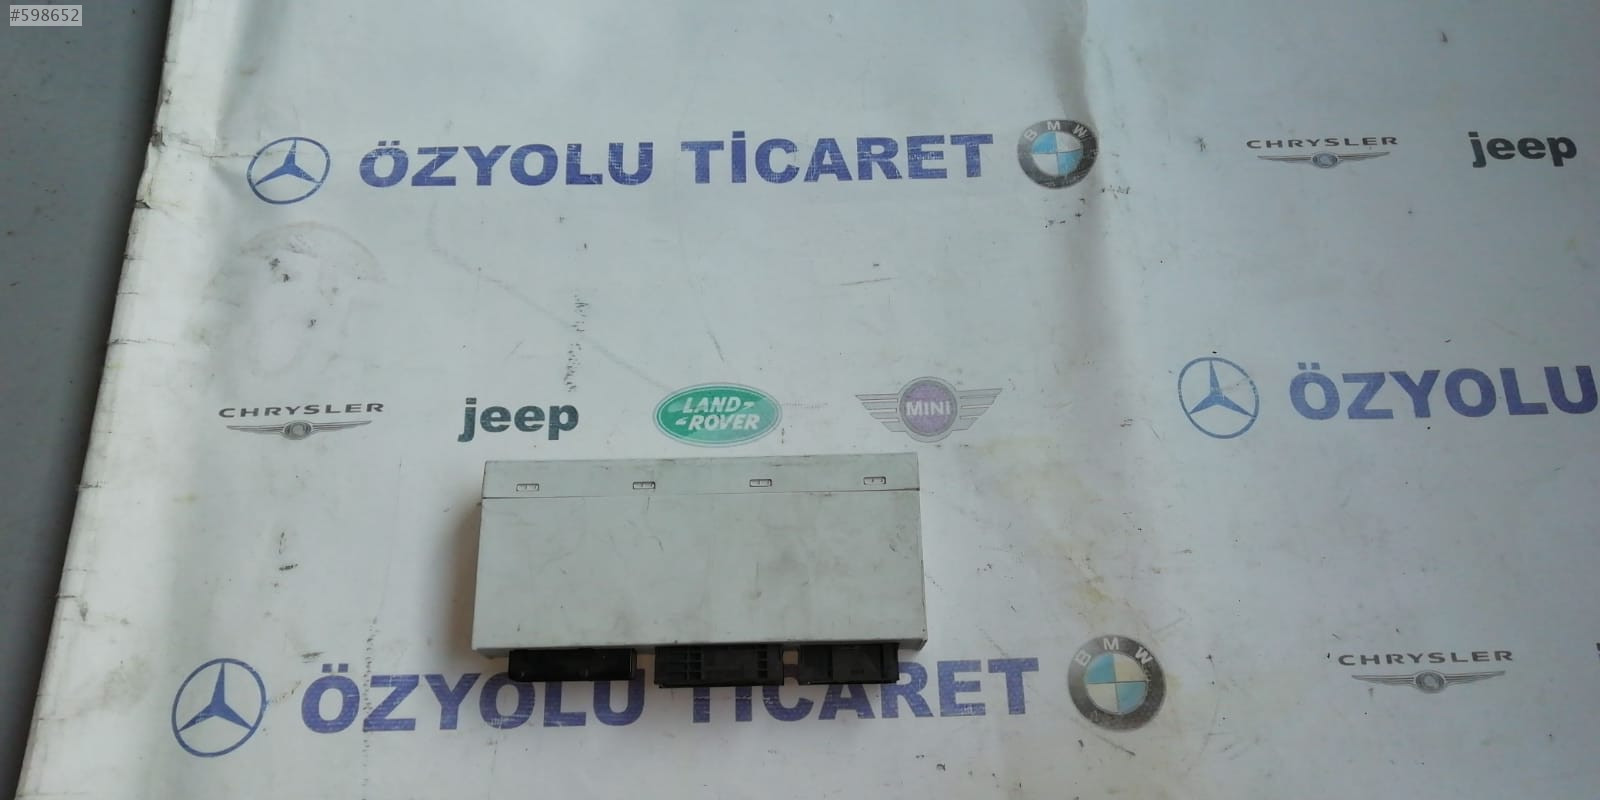 #598652
ÖZYOLU TİCARET
BMW
CHRYSLER
jeep
CHRYSLER
jeep
LAND-
-ROVER
MINI
ÖZYOLU
ÖZYOLU TİCARET
BMW
CHRYSLER